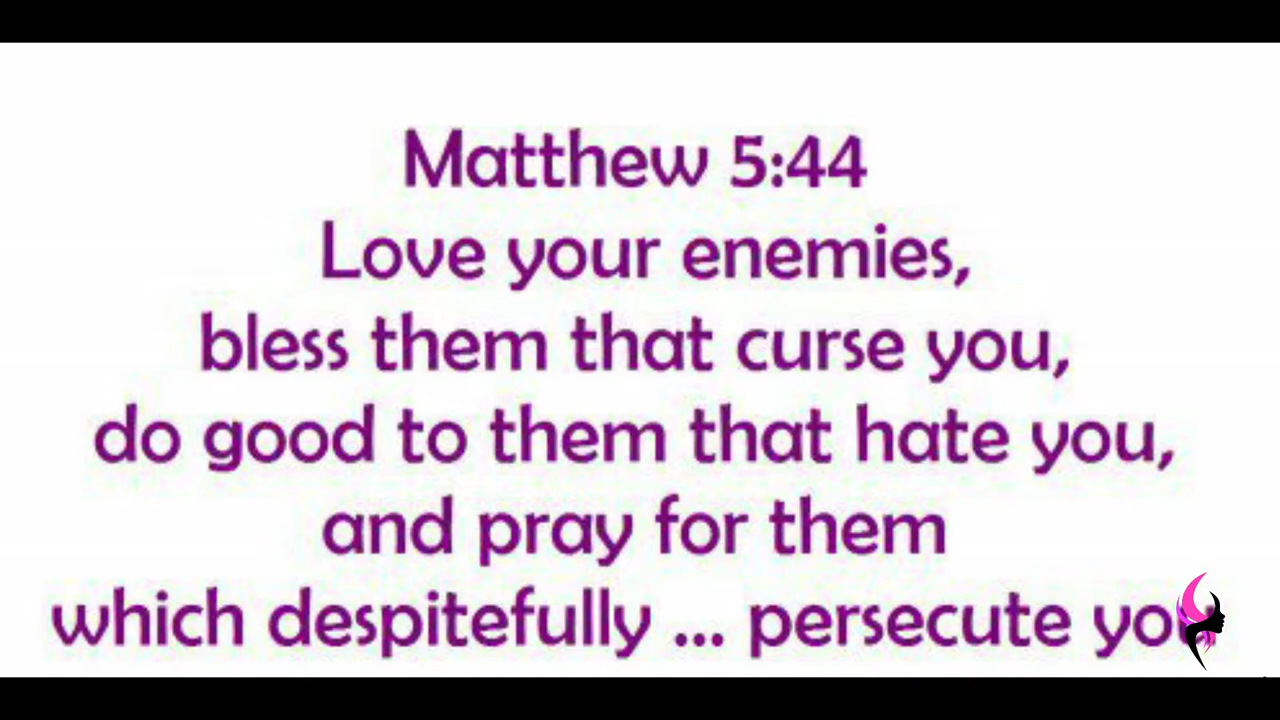 Matthew 5:44
Love your enemies,
bless them that curse you,
do good to them that hate you,
and pray for them
which despitefully ... persecute you